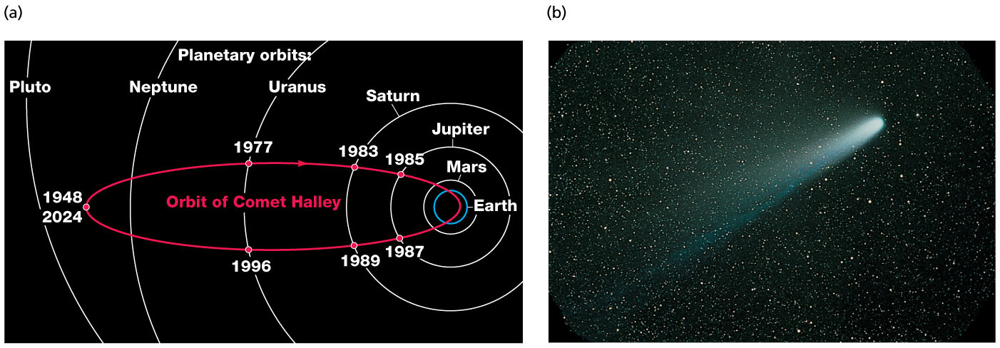 (a)
(b)
Planetary orbits:
Pluto
Neptune
Uranus
Saturn
Jupiter
Mars
Earth
1977
1983
1985
1948
2024
Orbit of Comet Halley
1996
1989
1987